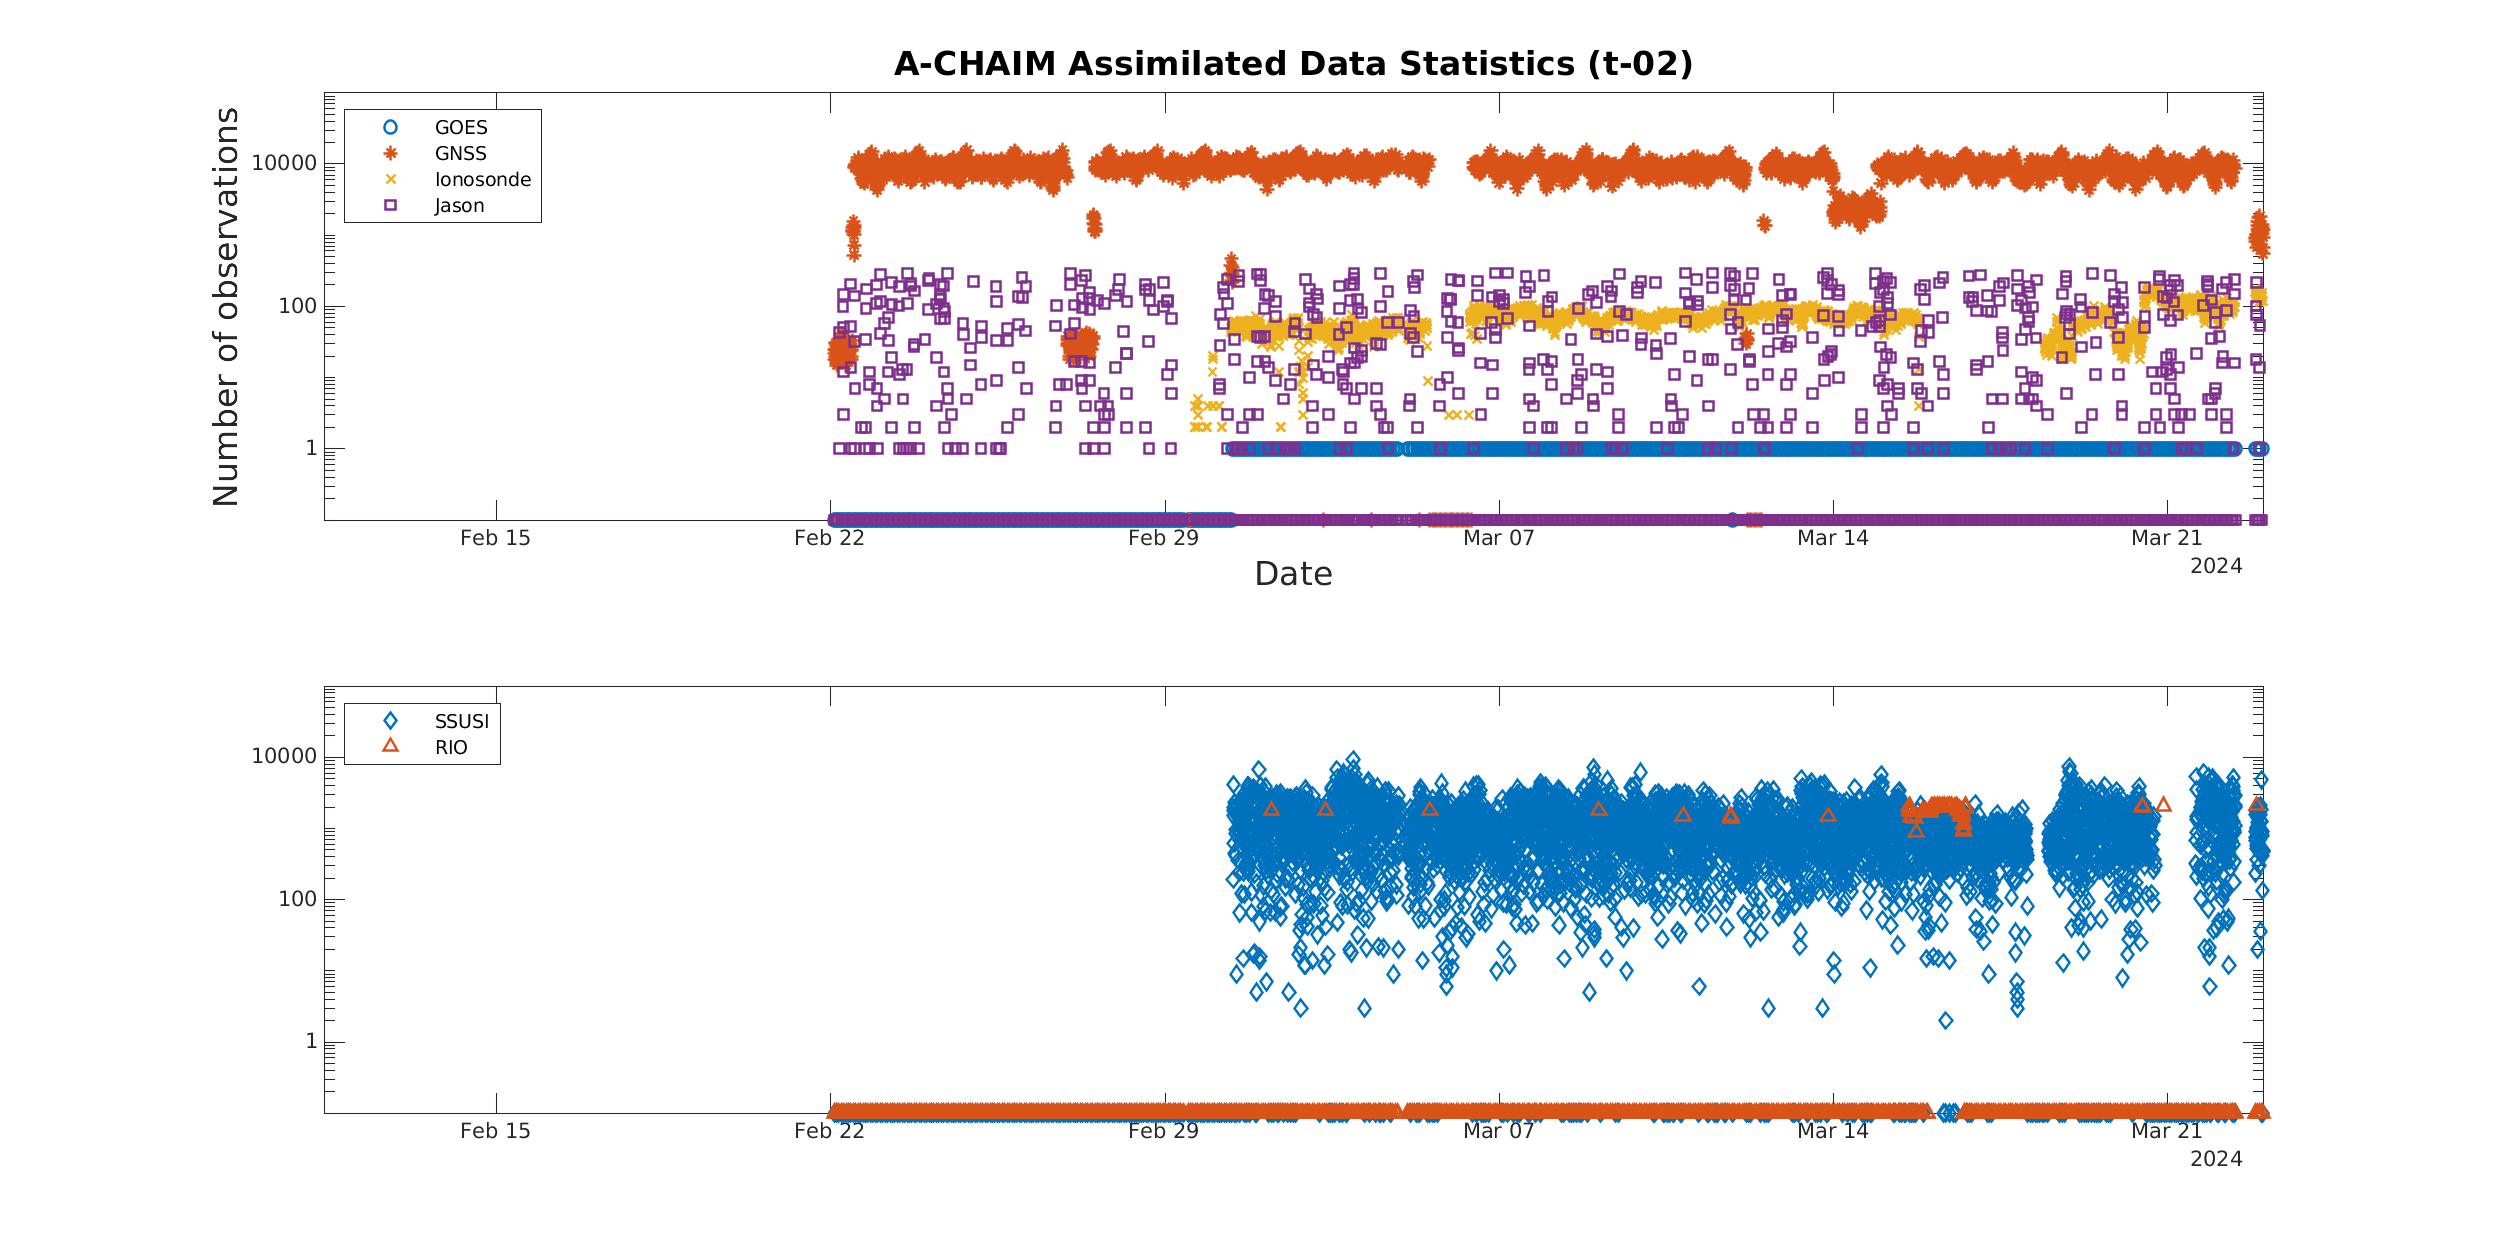 A-CHAIM Assimilated Data Statistics (t-02)
Number of observations
GOES
GNSS
Ionosonde
Jason
10000
100
1
Feb 15
Feb 22
Feb 29
Mar 07
Mar 14
Mar 21
2024
Date
SSUSI
RIO
10000
100
1
Feb 15
Feb 22
Feb 29
Mar 07
Mar 14
Mar 21
2024